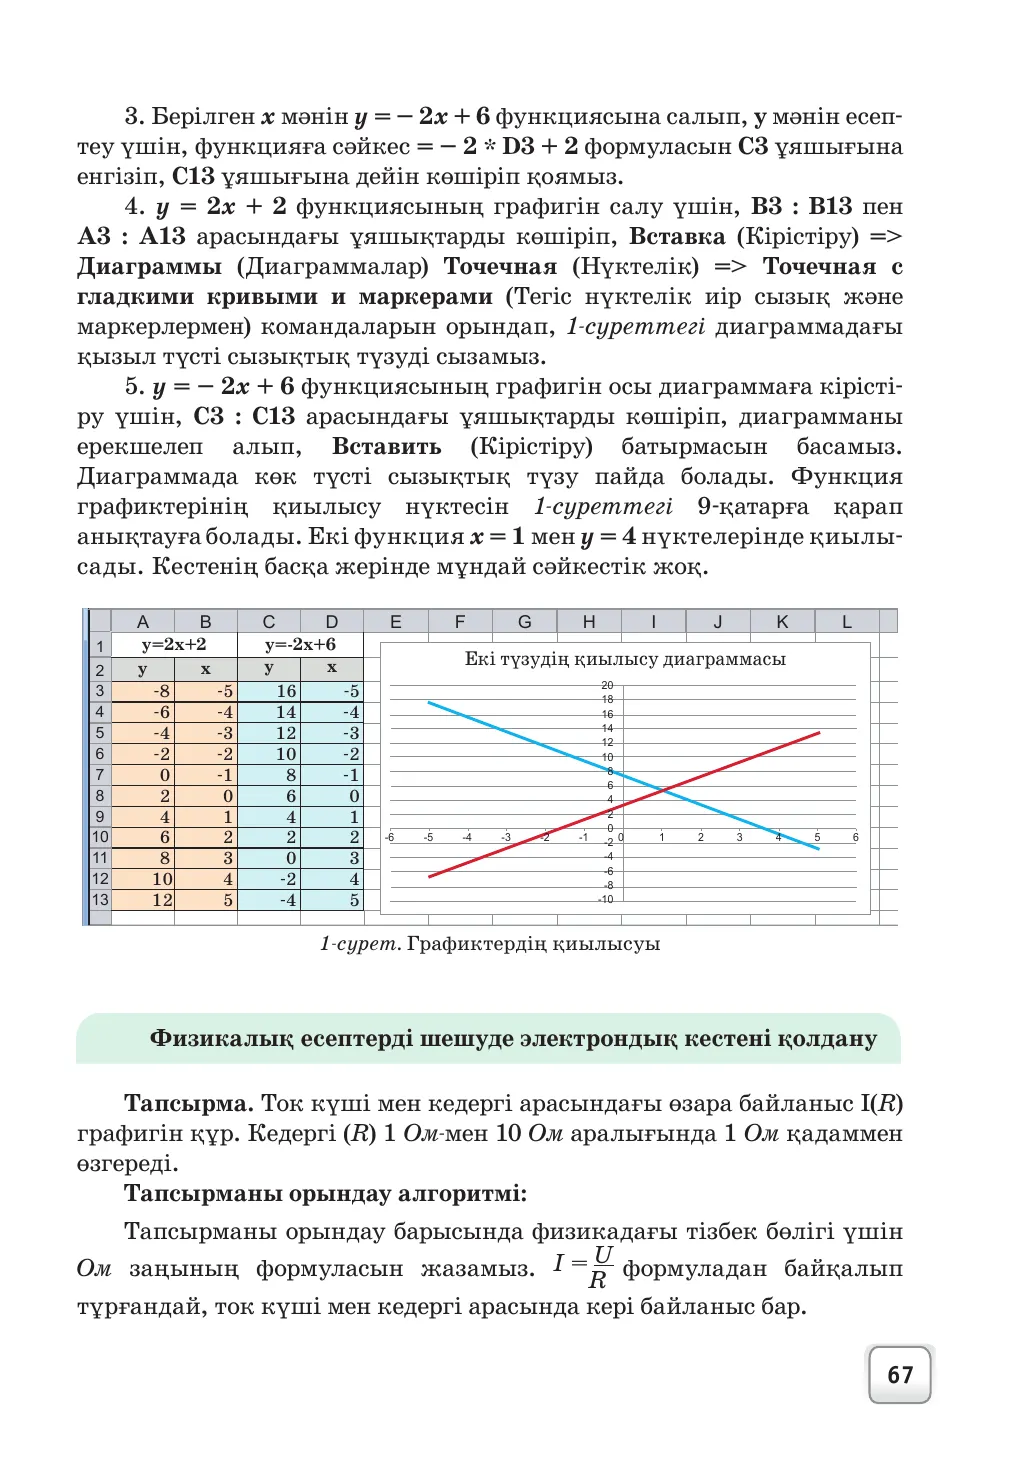 3. Берілген x мәнін y = – 2x + 6 функциясына салып, y мәнін есеп-
теу үшін, функцияға сәйкес = – 2 * D3 + 2 формуласын C3 ұяшығына
енгізіп, C13 ұяшығына дейін көшіріп қоямыз.
4. y = 2x + 2 функциясының графигін салу үшін, B3 : B13 пен
A3 : A13 арасындағы ұяшықтарды көшіріп, Вставка (Кірістіру) =>
Диаграммы (Диаграммалар) Точечная (Нүктелік) => Точечная с
гладкими кривыми и маркерами (Тегіс нүктелік иір сызық және
маркерлермен) командаларын орындап, 1-суреттегі диаграммадағы
қызыл түсті сызықтық түзуді сызамыз.
5. y = – 2x + 6 функциясының графигін осы диаграммаға кірісті-
ру үшін, C3 : C13 арасындағы ұяшықтарды көшіріп, диаграмманы
ерекшелеп алып, Вставить (Кірістіру) батырмасын басамыз.
Диаграммада көк түсті сызықтық түзу пайда болады. Функция
графиктерінің қиылысу нүктесін 1-суреттегі 9-қатарға қарап
анықтауға болады. Екі функция x = 1 мен y = 4 нүктелерінде қиылы-
сады. Кестенің басқа жерінде мұндай сәйкестік жоқ.
A B C D E F G H I J K L
1 y=2x+2 y=-2x+6
2 y x y x
3 -8 -5 16 -5
4 -6 -4 14 -4
5 -4 -3 12 -3
6 -2 -2 10 -2
7 0 -1 8 -1
8 2 0 6 0
9 4 1 4 1
10 6 2 2 2
11 8 3 0 3
12 10 4 -2 4
13 12 5 -4 5
Екі түзудің қиылысу диаграммасы
20
18
16
14
12
10
8
6
4
2
0
-6 -5 -4 -3 -2 -1 0 1 2 3 4 5 6
-2
-4
-6
-8
-10
1-сурет. Графиктердің қиылысуы
Физикалық есептерді шешуде электрондық кестені қолдану
Тапсырма. Ток күші мен кедергі арасындағы өзара байланыс I(R)
графигін құр. Кедергі (R) 1 Ом-мен 10 Ом аралығында 1 Ом қадаммен
өзгереді.
Тапсырманы орындау алгоритмі:
Тапсырманы орындау барысында физикадағы тізбек бөлігі үшін
Ом заңының формуласын жазамыз. I = U/R формуладан байқалып
тұрғандай, ток күші мен кедергі арасында кері байланыс бар.
67